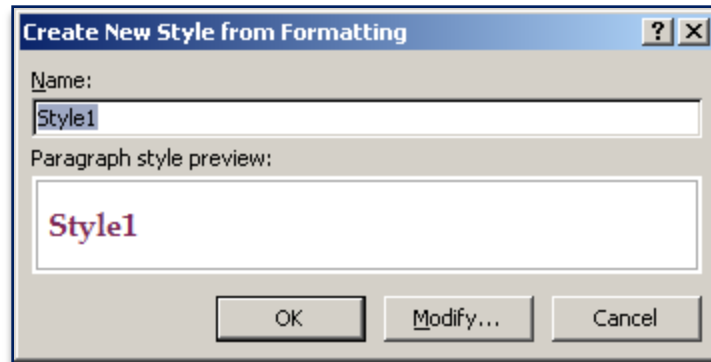 Create New Style from Formatting
Name:
Style1
Paragraph style preview:
Style1
OK Modify... Cancel